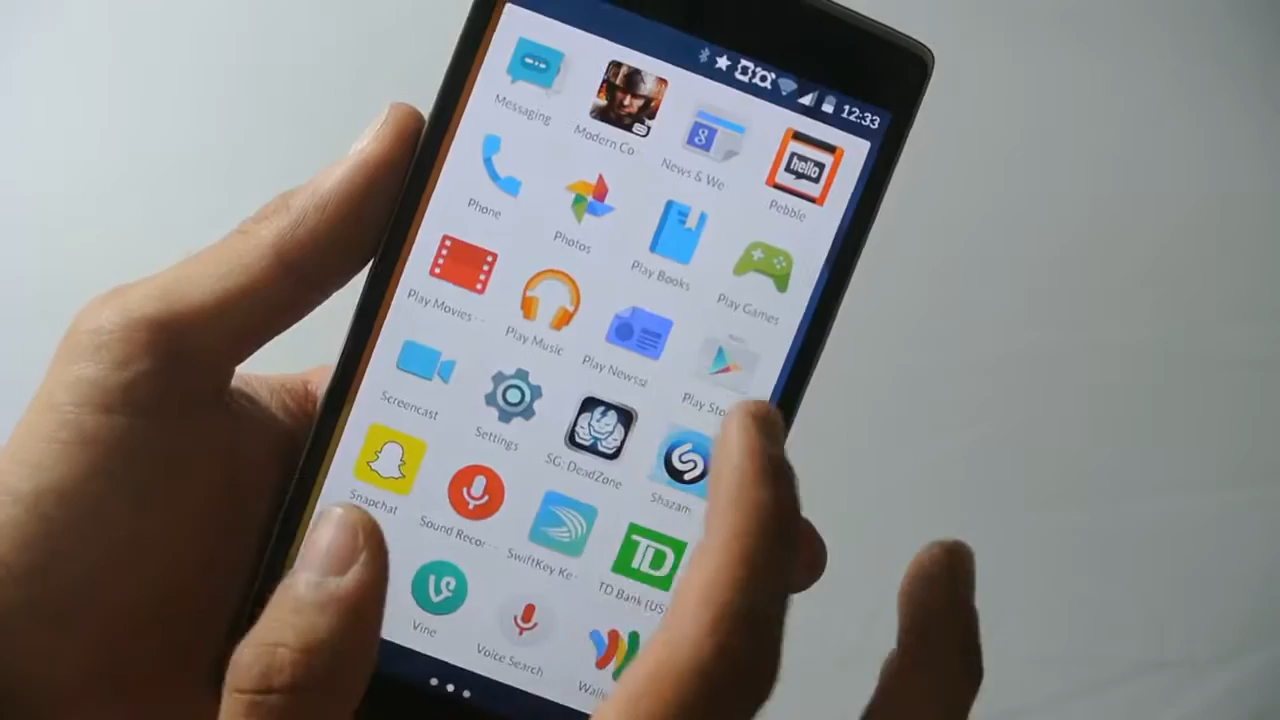 12:33
Messaging
Modern Co
News & We
8
hello
Pebble
Phone
Photos
Play Books
Play Games
Play Movies
Play Music
Play News
Play Sto
Screencast
Settings
SG: DeadZone
Shazam
Snapchat
Sound Recor
SwiftKey Ke
TD
TD Bank (US
Vine
Voice Search
Walle